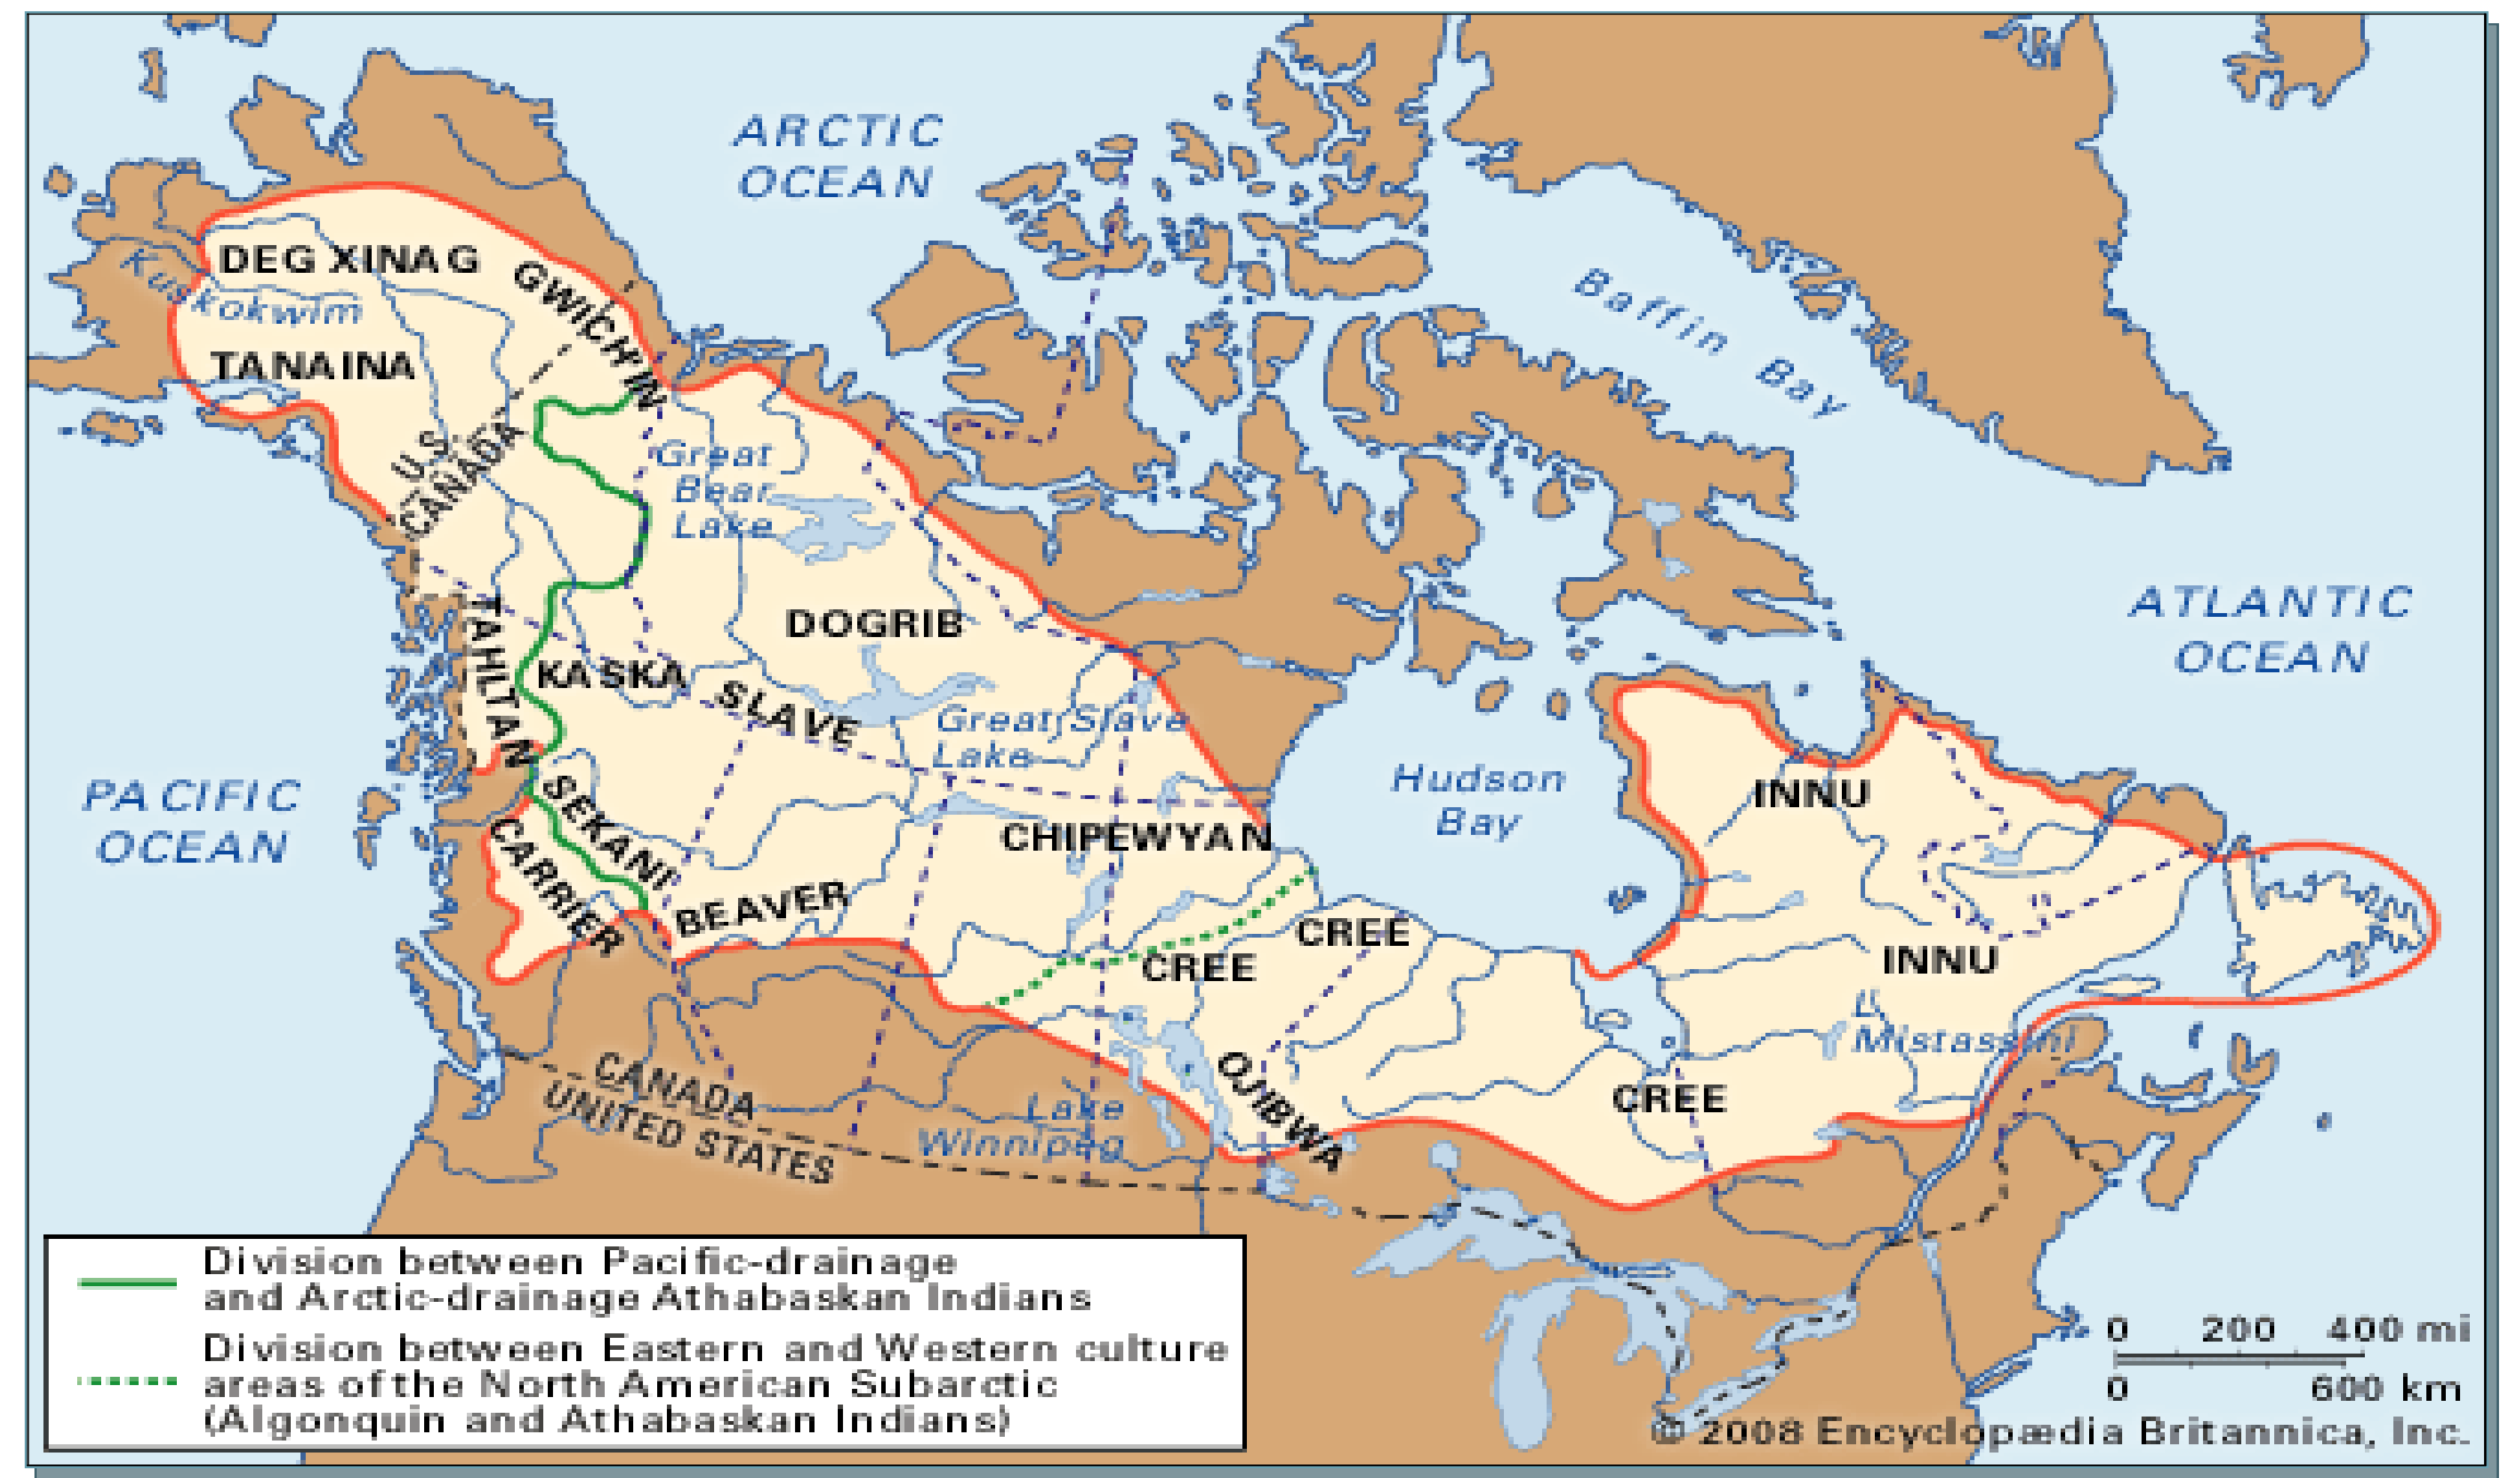 ARCTIC
OCEAN
DEG XINAG
GWICH'IN
Kuskokwim
TANAINA
Baffin Bay
U.S.
CANADA
Great
Bear
Lake
ATLANTIC
OCEAN
TAHLTAN
DOGRIB
KASKA
SLAVE
Great Slave
Lake
PACIFIC
OCEAN
Hudson
Bay
INNU
SEKANI
CARRIER
CHIPEWYAN
BEAVER
CREE
CREE
INNU
L.
Mistassini
OJIBWA
CREE
CANADA
UNITED STATES
Lake
Winnipeg
Division between Pacific-drainage
and Arctic-drainage Athabaskan Indians
Division between Eastern and Western culture
areas of the North American Subarctic
(Algonquin and Athabaskan Indians)
0 200 400 mi
0 600 km
© 2008 Encyclopædia Britannica, Inc.